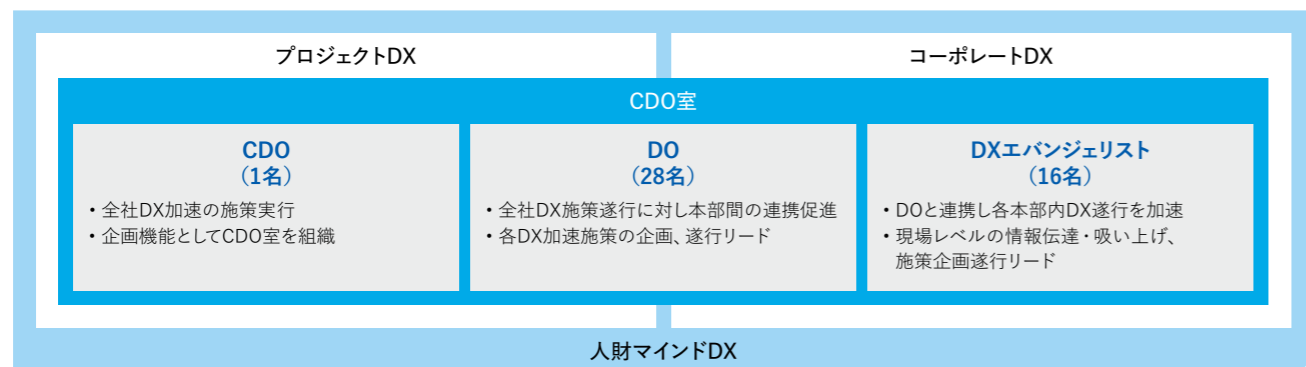 プロジェクトDX
コーポレートDX
CDO室
CDO
（1名）
・全社DX加速の施策実行
・企画機能としてCDO室を組織
DO
（28名）
・全社DX施策遂行に対し本部間の連携促進
・各DX加速施策の企画、遂行リード
DXエバンジェリスト
（16名）
・DOと連携し各本部内DX遂行を加速
・現場レベルの情報伝達・吸い上げ、
施策企画遂行リード
人財マインドDX